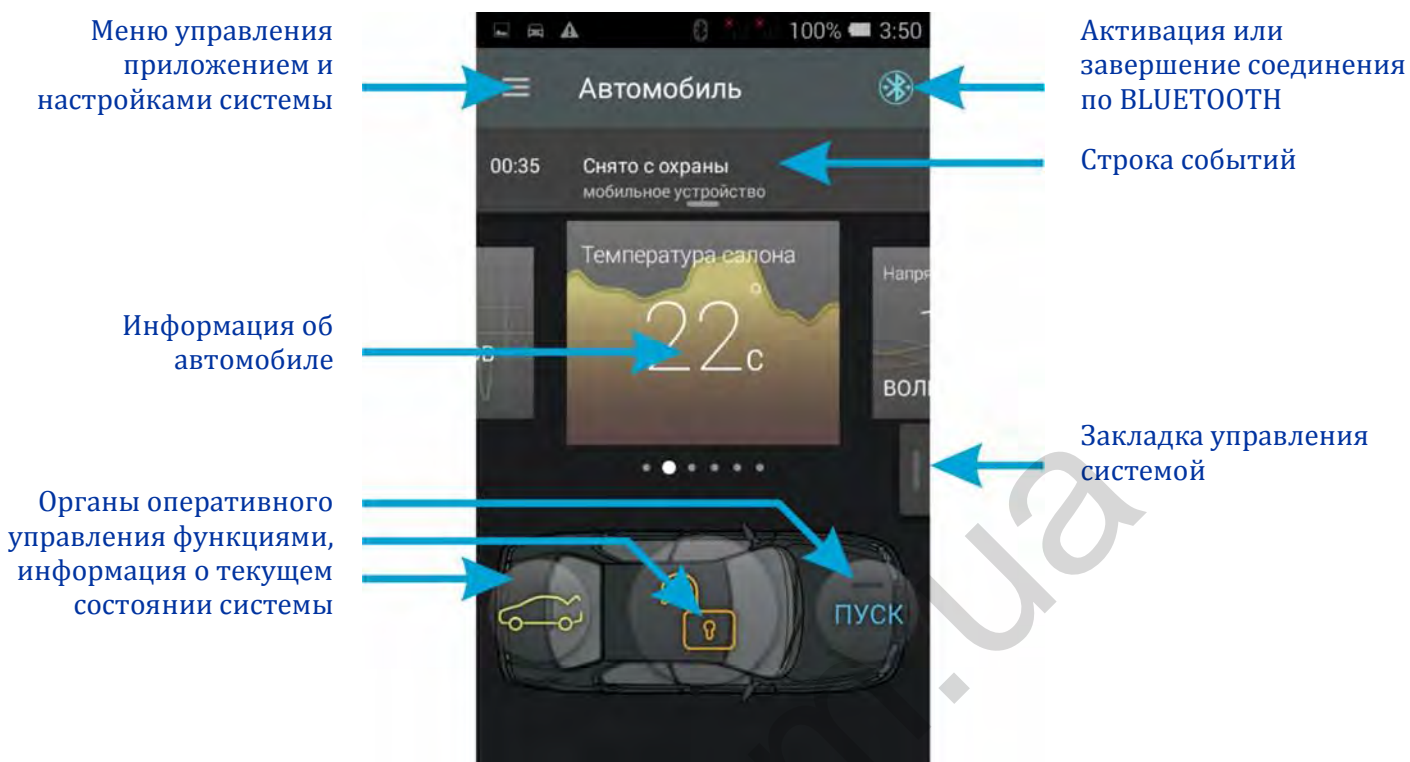 Меню управления
приложением и
настройками системы
100% 3:50
Автомобиль
Активация или
завершение соединения
по BLUETOOTH
00:35 Снято с охраны
мобильное устройство
Строка событий
Температура салона
22°c
Напря
ВОЛ
Информация об
автомобиле
Закладка управления
системой
Органы оперативного
управления функциями,
информация о текущем
состоянии системы
ПУСК
m.ua